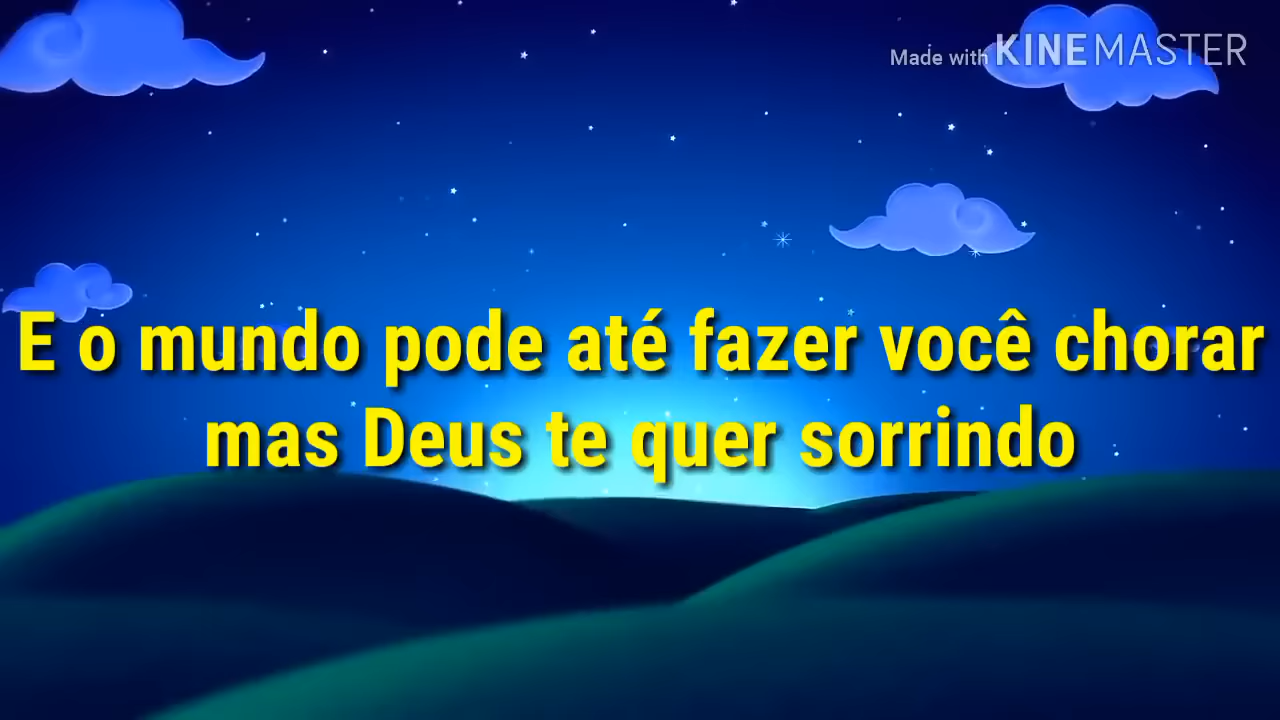 Made with KINEMASTER
E o mundo pode até fazer você chorar
mas Deus te quer sorrindo